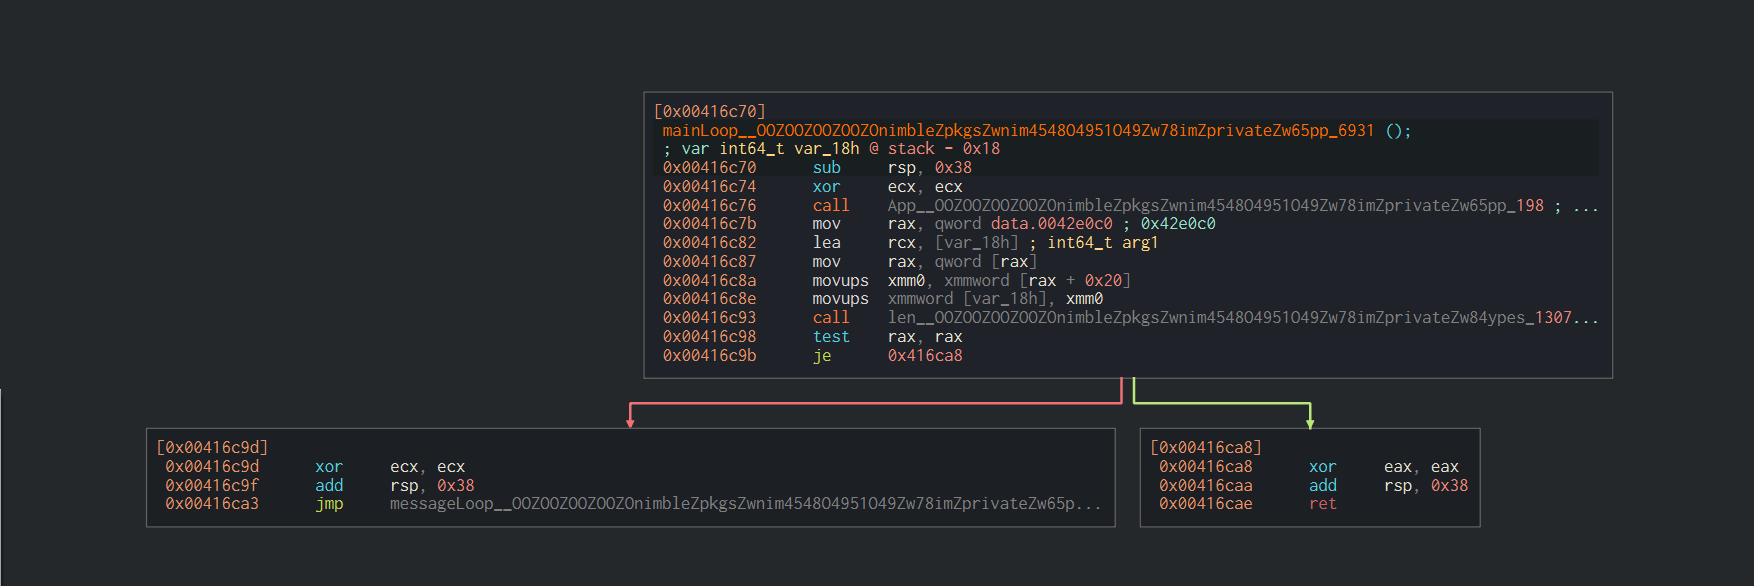 [0x00416c70]
mainLoop__OOZOOZOOZOOZOnimbleZpkgsZwnim4548O4951O49Zw78imZprivateZw65pp_6931 ();
; var int64_t var_18h @ stack - 0x18
0x00416c70 sub rsp, 0x38
0x00416c74 xor ecx, ecx
0x00416c76 call App__OOZOOZOOZOOZOnimbleZpkgsZwnim4548O4951O49Zw78imZprivateZw65pp_198 ; ...
0x00416c7b mov rax, qword data.0042e0c0 ; 0x42e0c0
0x00416c82 lea rcx, [var_18h] ; int64_t arg1
0x00416c87 mov rax, qword [rax]
0x00416c8a movups xmm0, xmmword [rax + 0x20]
0x00416c8e movups xmmword [var_18h], xmm0
0x00416c93 call len__OOZOOZOOZOOZOnimbleZpkgsZwnim4548O4951O49Zw78imZprivateZw84ypes_1307...
0x00416c98 test rax, rax
0x00416c9b je 0x416ca8
[0x00416c9d]
0x00416c9d xor ecx, ecx
0x00416c9f add rsp, 0x38
0x00416ca3 jmp messageLoop__OOZOOZOOZOOZOnimbleZpkgsZwnim4548O4951O49Zw78imZprivateZw65p...
[0x00416ca8]
0x00416ca8 xor eax, eax
0x00416caa add rsp, 0x38
0x00416cae ret